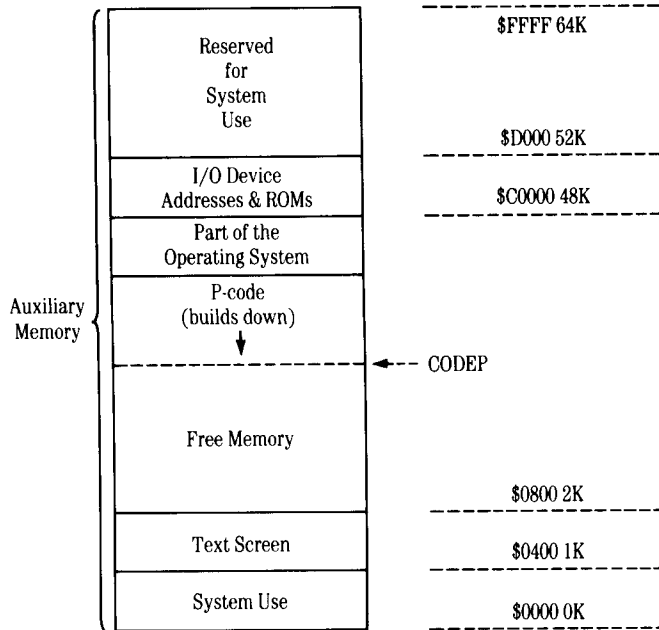 $FFFF 64K
Reserved
for
System
Use
$D000 52K
I/O Device
Addresses & ROMs
$C0000 48K
Part of the
Operating System
Auxiliary
Memory
P-code
(builds down)
CODEP
Free Memory
$0800 2K
Text Screen
$0400 1K
System Use
$0000 0K